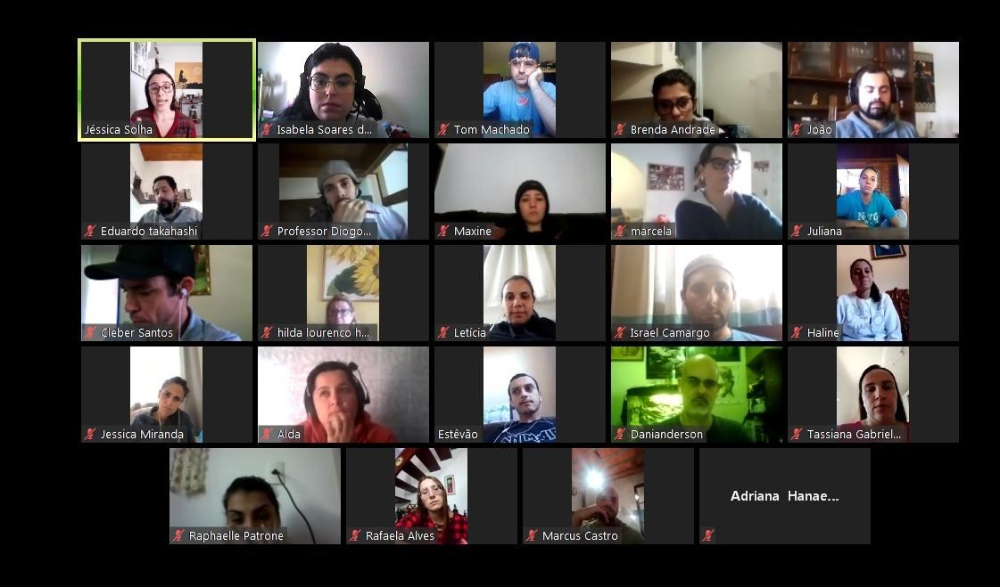 Jéssica Solha
Isabela Soares d...
Tom Machado
Brenda Andrade
João
Eduardo takahashi
Professor Diogo...
Maxine
marcela
Juliana
Cleber Santos
hilda lourenco h...
Letícia
Israel Camargo
Haline
Jessica Miranda
Alda
Estêvão
Danianderson
Tassiana Gabriel...
Raphaelle Patrone
Rafaela Alves
Marcus Castro
Adriana Hanae...